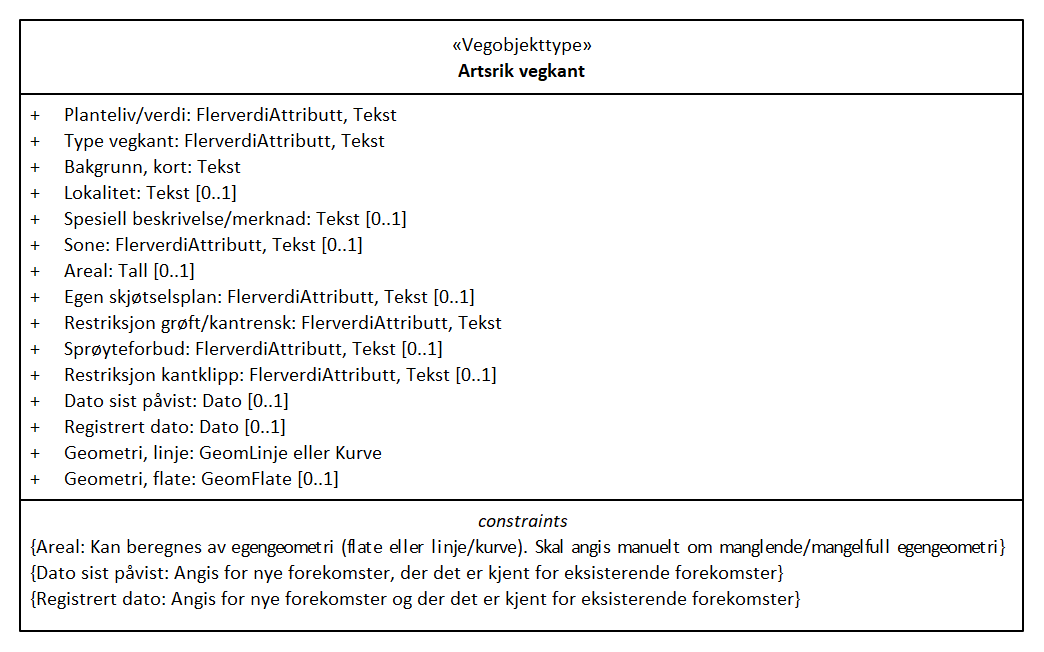 «Vegobjekttype»
Artsrik vegkant
+ Planteliv/verdi: FlerverdiAttributt, Tekst
+ Type vegkant: FlerverdiAttributt, Tekst
+ Bakgrunn, kort: Tekst
+ Lokalitet: Tekst [0..1]
+ Spesiell beskrivelse/merknad: Tekst [0..1]
+ Sone: FlerverdiAttributt, Tekst [0..1]
+ Areal: Tall [0..1]
+ Egen skjøtselsplan: FlerverdiAttributt, Tekst [0..1]
+ Restriksjon grøft/kantrensk: FlerverdiAttributt, Tekst
+ Sprøyteforbud: FlerverdiAttributt, Tekst [0..1]
+ Restriksjon kantklipp: FlerverdiAttributt, Tekst [0..1]
+ Dato sist påvist: Dato [0..1]
+ Registrert dato: Dato [0..1]
+ Geometri, linje: GeomLinje eller Kurve
+ Geometri, flate: GeomFlate [0..1]
constraints
{Areal: Kan beregnes av egengeometri (flate eller linje/kurve). Skal angis manuelt om manglende/mangelfull egengeometri}
{Dato sist påvist: Angis for nye forekomster, der det er kjent for eksisterende forekomster}
{Registrert dato: Angis for nye forekomster og der det er kjent for eksisterende forekomster}